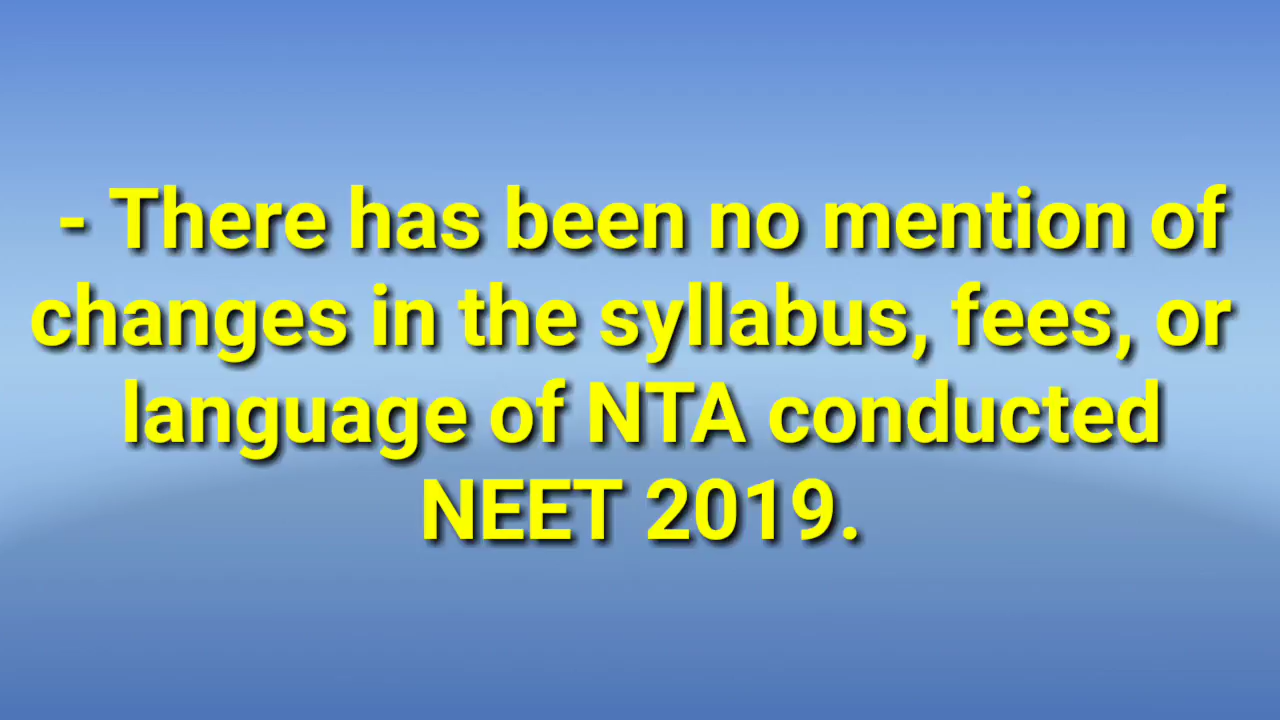 - There has been no mention of
changes in the syllabus, fees, or
language of NTA conducted
NEET 2019.